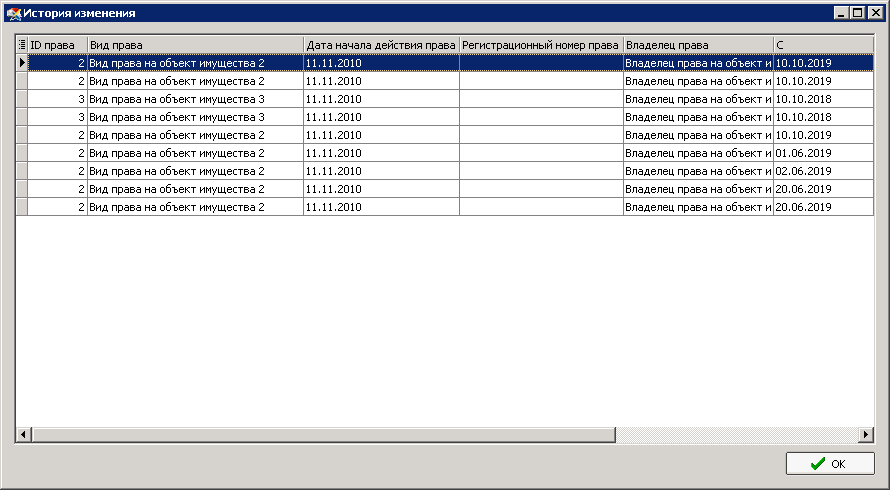 История изменения
ID права Вид права Дата начала действия права Регистрационный номер права Владелец права С
2 Вид права на объект имущества 2 11.11.2010 Владелец права на объект и 10.10.2019
2 Вид права на объект имущества 2 11.11.2010 Владелец права на объект и 10.10.2019
3 Вид права на объект имущества 3 11.11.2010 Владелец права на объект и 10.10.2018
3 Вид права на объект имущества 3 11.11.2010 Владелец права на объект и 10.10.2018
2 Вид права на объект имущества 2 11.11.2010 Владелец права на объект и 10.10.2019
2 Вид права на объект имущества 2 11.11.2010 Владелец права на объект и 01.06.2019
2 Вид права на объект имущества 2 11.11.2010 Владелец права на объект и 02.06.2019
2 Вид права на объект имущества 2 11.11.2010 Владелец права на объект и 20.06.2019
2 Вид права на объект имущества 2 11.11.2010 Владелец права на объект и 20.06.2019
OK